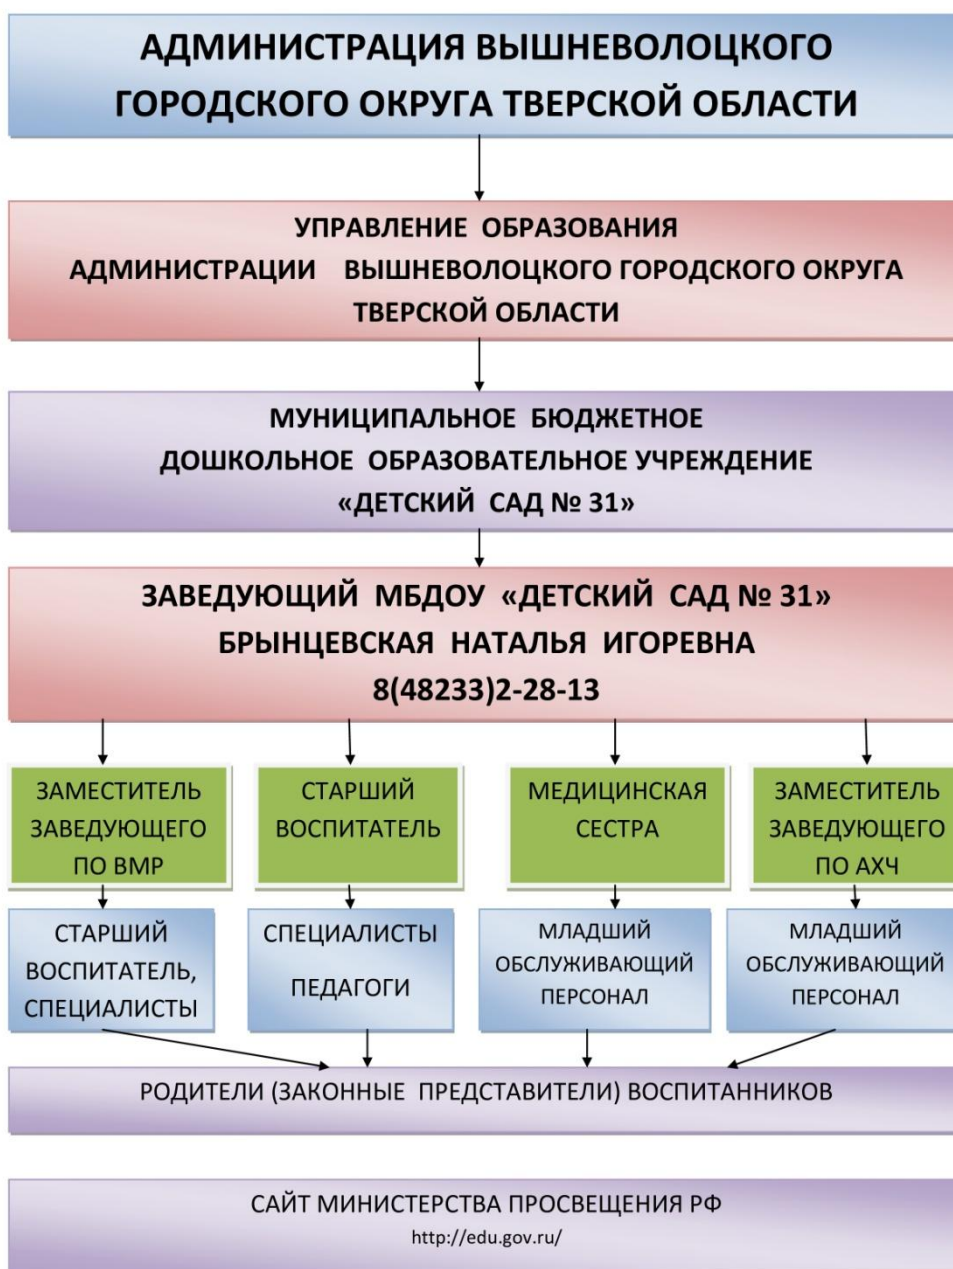 АДМИНИСТРАЦИЯ ВЫШНЕВОЛОЦКОГО
ГОРОДСКОГО ОКРУГА ТВЕРСКОЙ ОБЛАСТИ
УПРАВЛЕНИЕ ОБРАЗОВАНИЯ
АДМИНИСТРАЦИИ ВЫШНЕВОЛОЦКОГО ГОРОДСКОГО ОКРУГА
ТВЕРСКОЙ ОБЛАСТИ
МУНИЦИПАЛЬНОЕ БЮДЖЕТНОЕ
ДОШКОЛЬНОЕ ОБРАЗОВАТЕЛЬНОЕ УЧРЕЖДЕНИЕ
«ДЕТСКИЙ САД № 31»
ЗАВЕДУЮЩИЙ МБДОУ «ДЕТСКИЙ САД № 31»
БРЫНЦЕВСКАЯ НАТАЛЬЯ ИГОРЕВНА
8(48233)2-28-13
ЗАМЕСТИТЕЛЬ
ЗАВЕДУЮЩЕГО
ПО ВМР
СТАРШИЙ
ВОСПИТАТЕЛЬ
МЕДИЦИНСКАЯ
СЕСТРА
ЗАМЕСТИТЕЛЬ
ЗАВЕДУЮЩЕГО
ПО АХЧ
СТАРШИЙ
ВОСПИТАТЕЛЬ,
СПЕЦИАЛИСТЫ
СПЕЦИАЛИСТЫ
ПЕДАГОГИ
МЛАДШИЙ
ОБСЛУЖИВАЮЩИЙ
ПЕРСОНАЛ
МЛАДШИЙ
ОБСЛУЖИВАЮЩИЙ
ПЕРСОНАЛ
РОДИТЕЛИ (ЗАКОННЫЕ ПРЕДСТАВИТЕЛИ) ВОСПИТАННИКОВ
САЙТ МИНИСТЕРСТВА ПРОСВЕЩЕНИЯ РФ
http://edu.gov.ru/